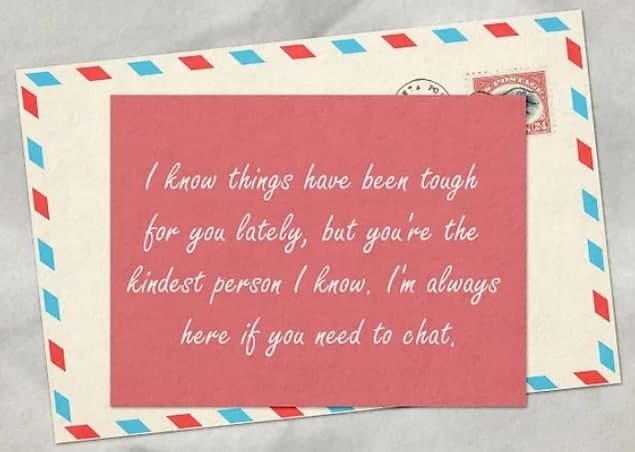 POSTAGE
I know things have been tough
for you lately, but you're the
kindest person I know. I'm always
here if you need to chat.